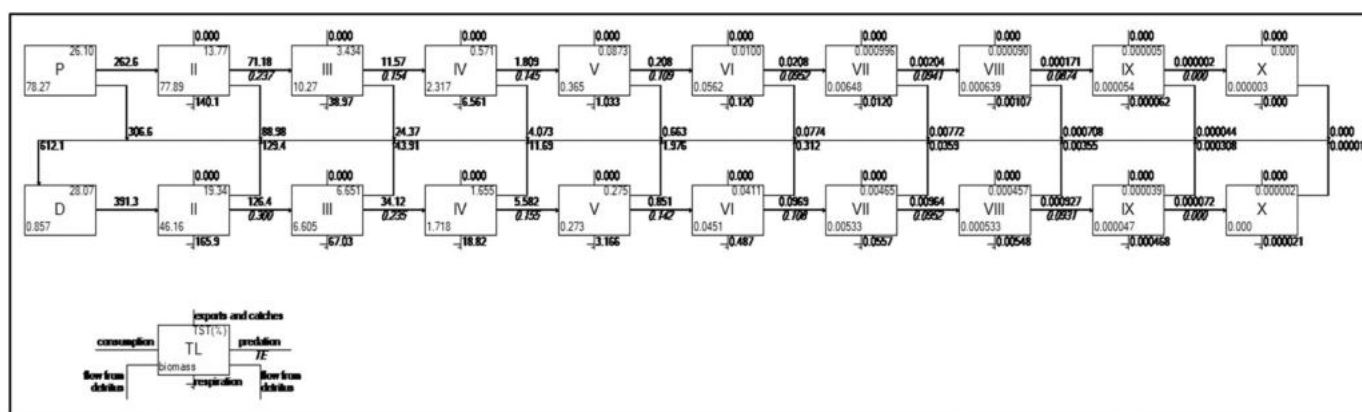 0.000 0.000 0.000 0.000 0.000 0.000 0.000 0.000 0.000
26.10 13.77 3.434 0.571 0.0873 0.0100 0.000996 0.000090 0.000005 0.000
P 262.6 II 71.18 III 11.57 IV 1.809 V 0.208 VI 0.0208 VII 0.00204 VIII 0.000171 IX 0.000002 X
0.237 0.154 0.145 0.109 0.0952 0.0941 0.0874 0.000
78.27 77.89 10.27 2.317 0.365 0.0562 0.00648 0.000639 0.000054 0.000003
140.1 38.97 6.561 1.033 0.120 0.0120 0.00107 0.000062 0.000
306.6 88.98 24.37 4.073 0.663 0.0774 0.00772 0.000708 0.000044 0.000
612.1 129.4 43.91 11.69 1.976 0.312 0.0359 0.00355 0.000308 0.00001
0.000 0.000 0.000 0.000 0.000 0.000 0.000 0.000 0.000
28.07 19.34 6.651 1.655 0.275 0.0411 0.00465 0.000457 0.000039 0.000002
D 391.3 II 126.4 III 34.12 IV 5.582 V 0.851 VI 0.0969 VII 0.00964 VIII 0.000927 IX 0.000072 X
0.300 0.235 0.155 0.142 0.108 0.0952 0.0931 0.000
0.857 46.16 6.605 1.718 0.273 0.0451 0.00533 0.000533 0.000047 0.000
165.9 67.03 18.82 3.166 0.487 0.0557 0.00548 0.000468 0.000021
exports and catches
TST(%)
consumption TL predation
TE
biomass
flow from respiration flow from
detritus detritus